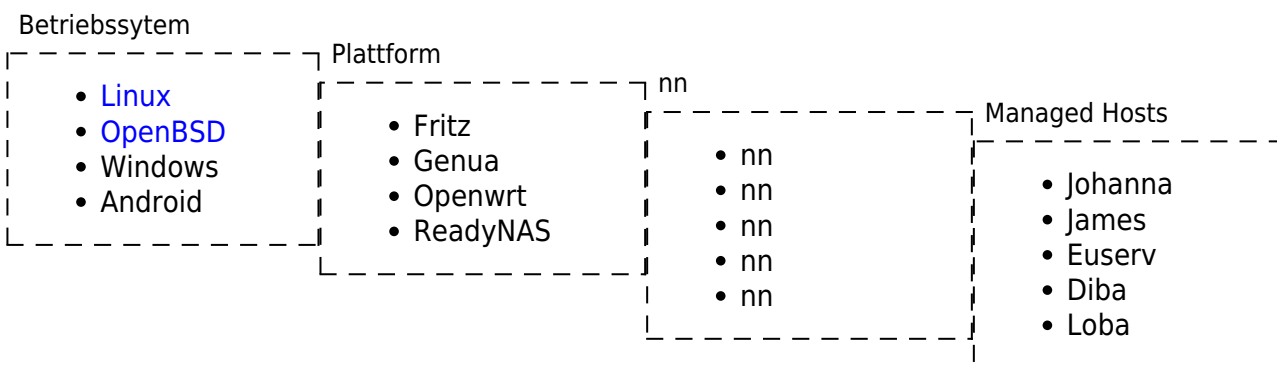 Betriebssytem
• Linux
• OpenBSD
• Windows
• Android
Plattform
• Fritz
• Genua
• Openwrt
• ReadyNAS
nn
• nn
• nn
• nn
• nn
• nn
Managed Hosts
• Johanna
• James
• Euserv
• Diba
• Loba